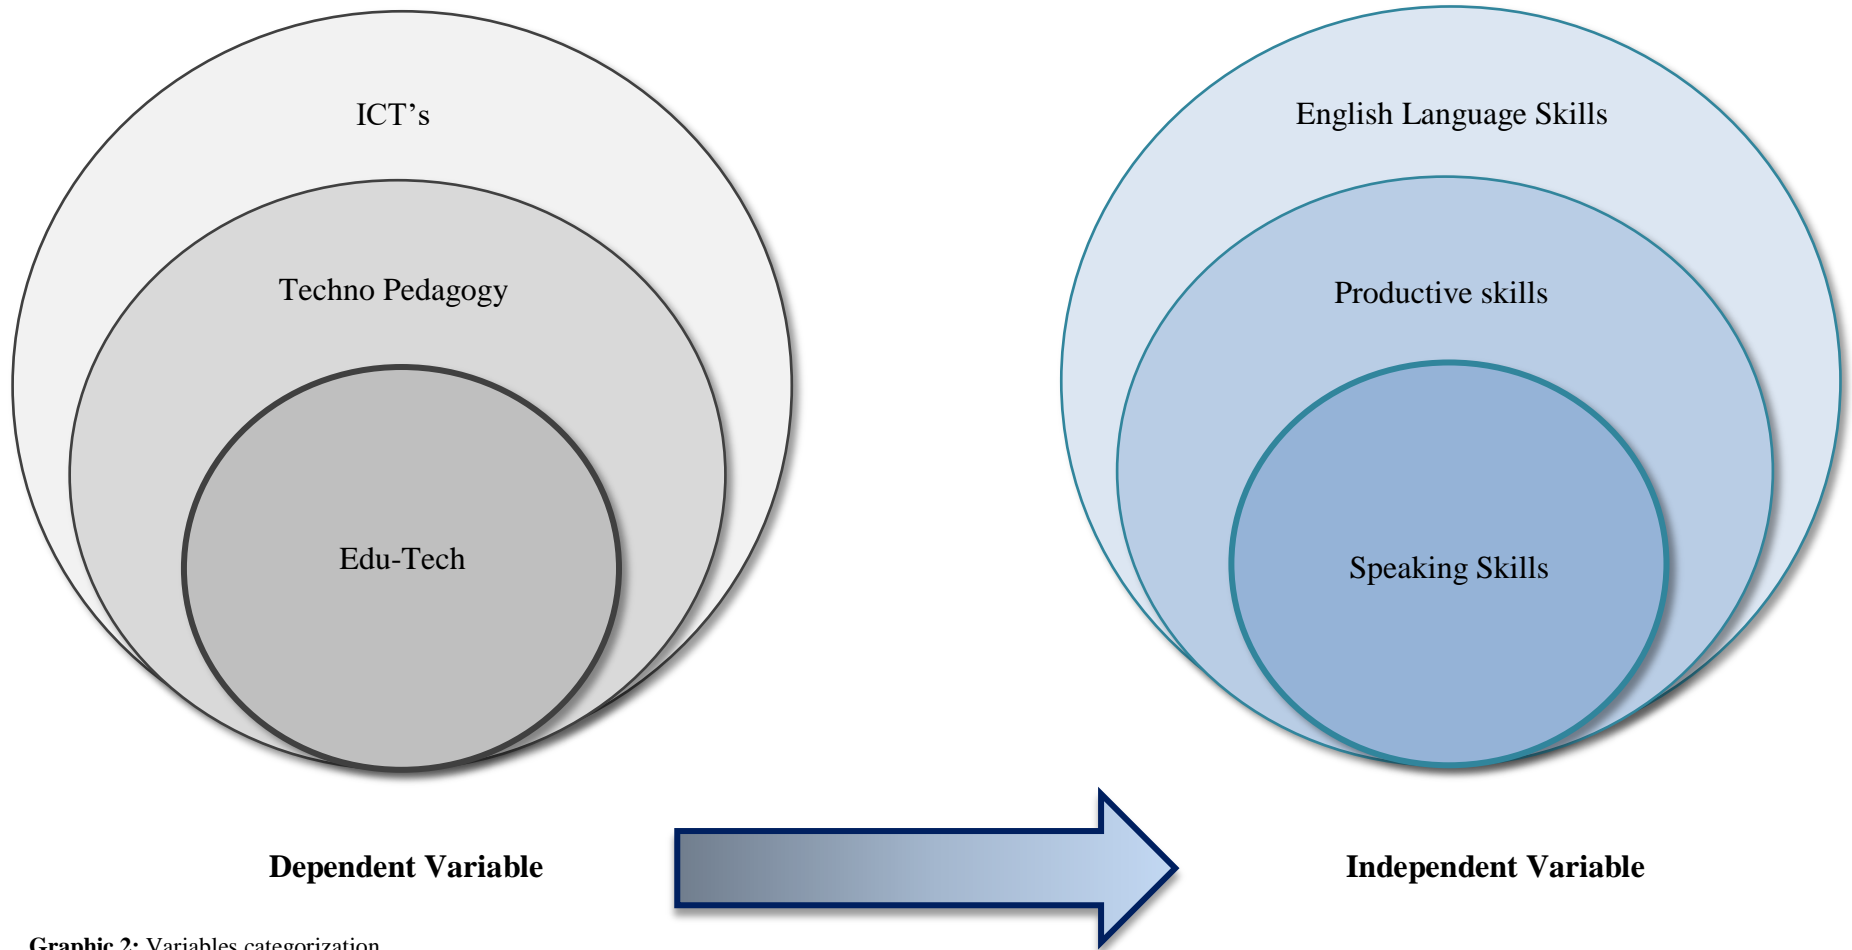 ICT’s
Techno Pedagogy
Edu-Tech
English Language Skills
Productive skills
Speaking Skills
Dependent Variable
Independent Variable
Graphic 2: Variables categorization